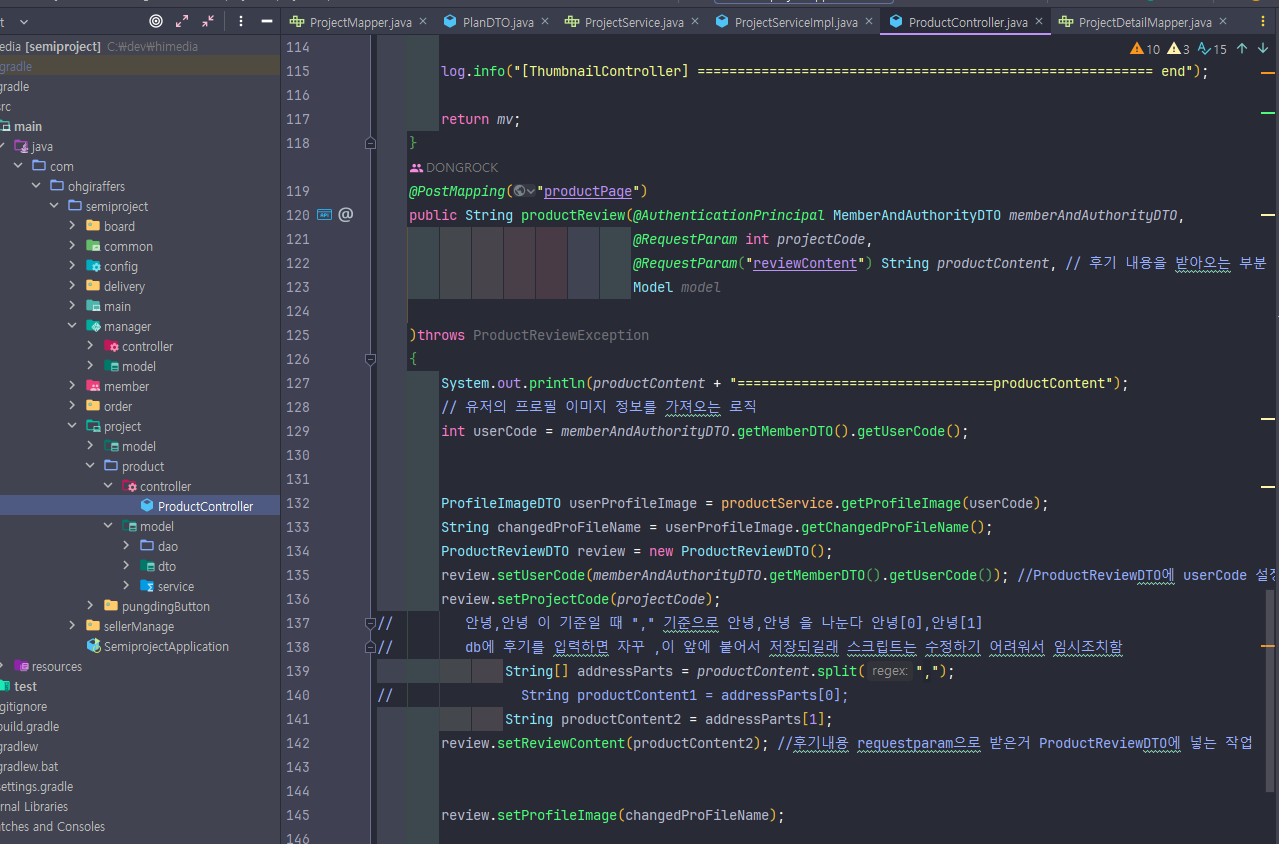 t
ProjectMapper.java
PlanDTO.java
ProjectService.java
ProjectServiceImpl.java
ProductController.java
ProjectDetailMapper.java
edia [semiproject] C:\dev\himedia
gradle
gradle
src
main
java
com
ohgiraffers
semiproject
board
common
config
delivery
main
manager
controller
model
member
order
project
model
product
controller
ProductController
model
dao
dto
service
pungdingButton
sellerManage
SemiprojectApplication
resources
test
gitignore
build.gradle
gradlew
gradlew.bat
settings.gradle
rnal Libraries
atches and Consoles
10 3 15
114
115 log.info("[ThumbnailController] ========================================================= end");
116
117 return mv;
118 }
DONGROCK
119 @PostMapping("productPage")
120 public String productReview(@AuthenticationPrincipal MemberAndAuthorityDTO memberAndAuthorityDTO,
121 @RequestParam int projectCode,
122 @RequestParam("reviewContent") String productContent, // 후기 내용을 받아오는 부분
123 Model model
124
125 )throws ProductReviewException
126 {
127 System.out.println(productContent + "================================productContent");
128 // 유저의 프로필 이미지 정보를 가져오는 로직
129 int userCode = memberAndAuthorityDTO.getMemberDTO().getUserCode();
130
131
132 ProfileImageDTO userProfileImage = productService.getProfileImage(userCode);
133 String changedProFileName = userProfileImage.getChangedProFileName();
134 ProductReviewDTO review = new ProductReviewDTO();
135 review.setUserCode(memberAndAuthorityDTO.getMemberDTO().getUserCode()); //ProductReviewDTO에 userCode 설정
136 review.setProjectCode(projectCode);
137 // 안녕,안녕 이 기준일 때 "," 기준으로 안녕,안녕 을 나눈다 안녕[0],안녕[1]
138 // db에 후기를 입력하면 자꾸 ,이 앞에 붙어서 저장되길래 스크립트는 수정하기 어려워서 임시조치함
139 String[] addressParts = productContent.split( regex: ",");
140 // String productContent1 = addressParts[0];
141 String productContent2 = addressParts[1];
142 review.setReviewContent(productContent2); //후기내용 requestparam으로 받은거 ProductReviewDTO에 넣는 작업
143
144
145 review.setProfileImage(changedProFileName);
146